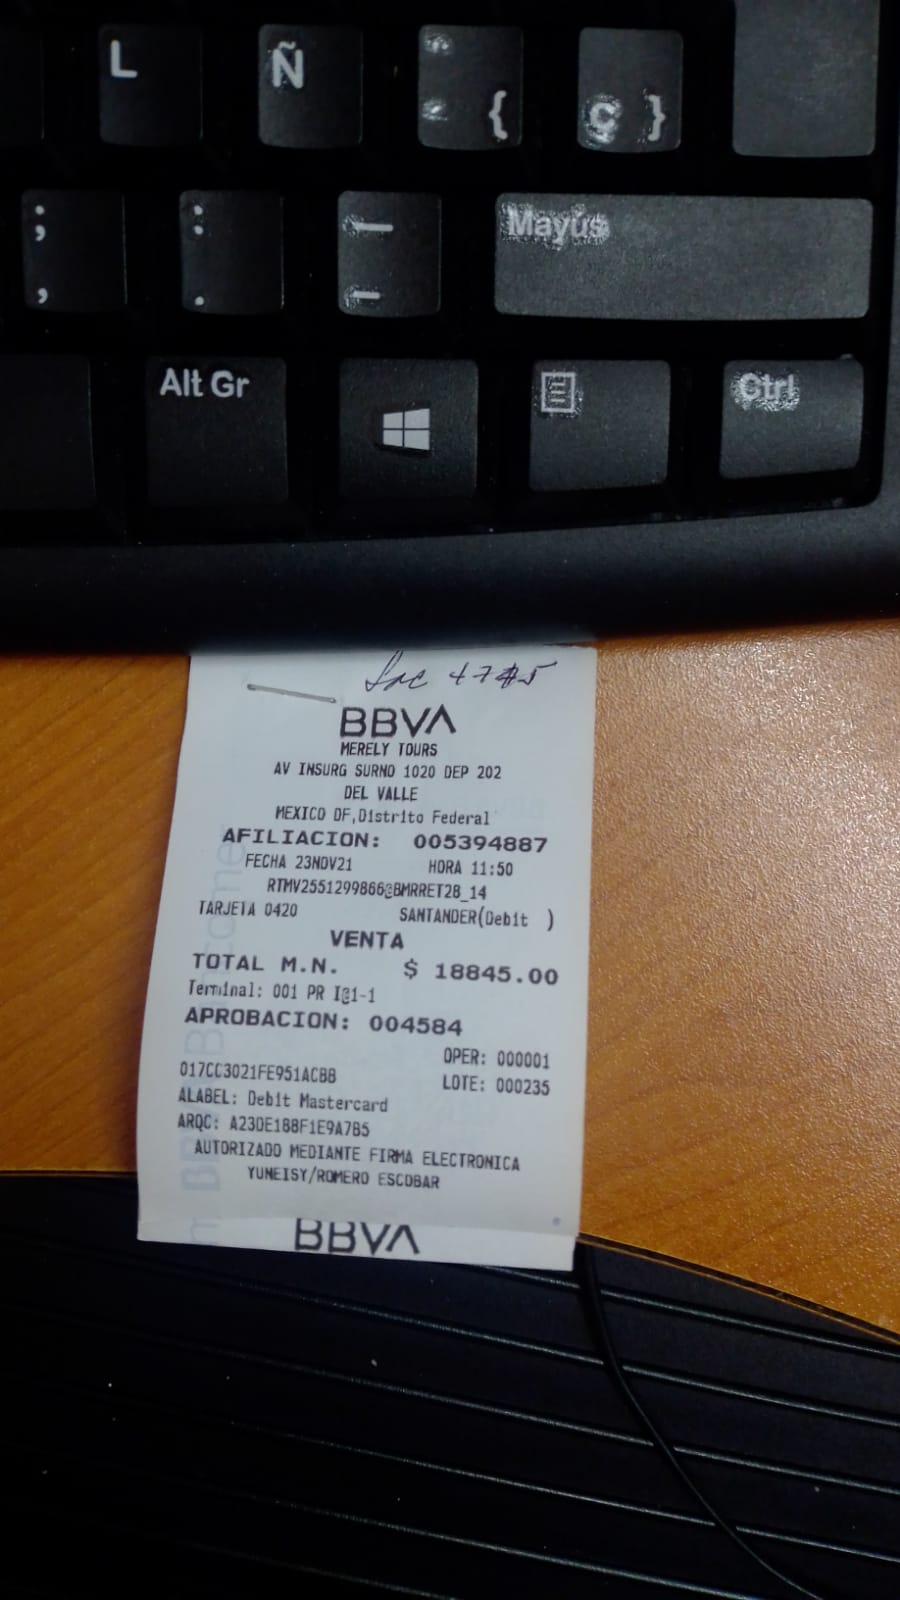 L Ñ {
Ç }
; :
, . -
Mayús
Alt Gr
Ctrl
BBVA
MERELY TOURS
AV INSURG SURNO 1020 DEP 202
DEL VALLE
MEXICO DF,Distrito Federal
AFILIACION: 005394887
FECHA 23NOV21 HORA 11:50
RTMV2551299866@BMRRET28_14
TARJETA 0420 SANTANDER(Debit )
VENTA
TOTAL M.N. $ 18845.00
Terminal: 001 PR I@1-1
APROBACION: 004584
OPER: 000001
017CC3021FE951ACBB
LOTE: 000235
ALABEL: Debit Mastercard
ARQC: A23DE188F1E9A7B5
AUTORIZADO MEDIANTE FIRMA ELECTRONICA
YUNEISY/ROMERO ESCOBAR
BBVA